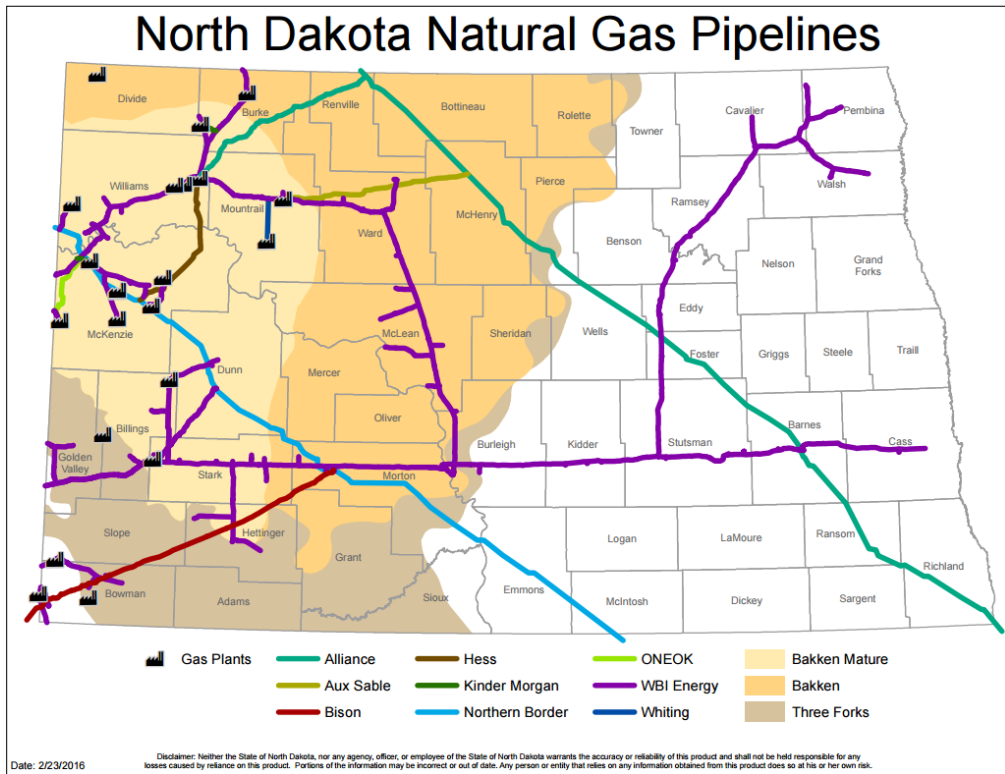 North Dakota Natural Gas Pipelines
Divide
Burke
Renville
Bottineau
Rolette
Towner
Cavalier
Pembina
Williams
Mountrail
Ward
McHenry
Pierce
Benson
Ramsey
Walsh
Nelson
Grand
Forks
McKenzie
Dunn
McLean
Mercer
Oliver
Sheridan
Wells
Eddy
Foster
Griggs
Steele
Traill
Golden
Valley
Billings
Stark
Morton
Burleigh
Kidder
Stutsman
Barnes
Cass
Slope
Hettinger
Grant
Bowman
Adams
Sioux
Emmons
Logan
McIntosh
LaMoure
Dickey
Ransom
Sargent
Richland
Gas Plants
Alliance
Hess
ONEOK
Bakken Mature
Aux Sable
Kinder Morgan
WBI Energy
Bakken
Bison
Northern Border
Whiting
Three Forks
Date: 2/23/2016
Disclaimer: Neither the State of North Dakota, nor any agency, officer, or employee of the State of North Dakota warrants the accuracy or reliability of this product and shall not be held responsible for any
losses caused by reliance on this product. Portions of the information may be incorrect or out of date. Any person or entity that relies on any information obtained from this product does so at his or her own risk.